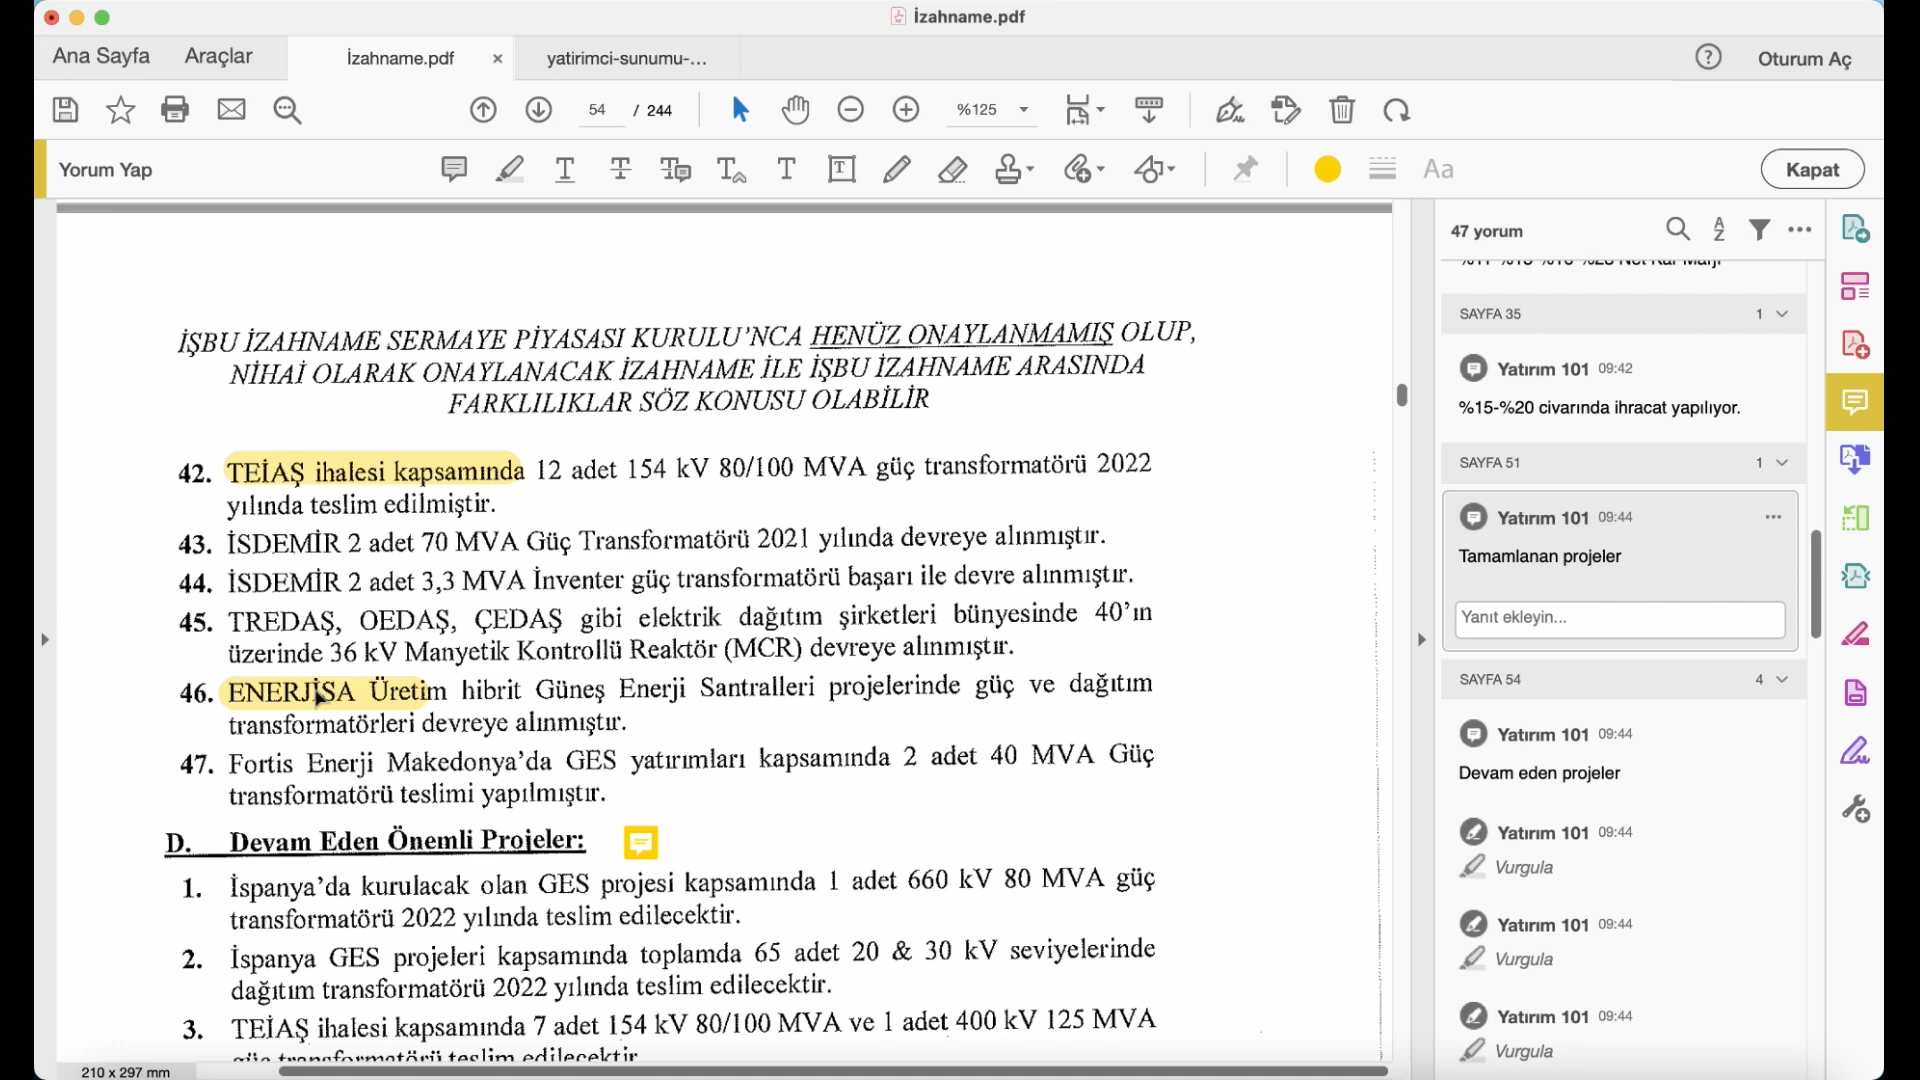 İzahname.pdf
Ana Sayfa
Araçlar
İzahname.pdf ×
yatirimci-sunumu-...
? Oturum Aç
54 / 244
%125
Yorum Yap
Aa
Kapat
İŞBU İZAHNAME SERMAYE PİYASASI KURULU'NCA HENÜZ ONAYLANMAMIŞ OLUP,
NİHAİ OLARAK ONAYLANACAK İZAHNAME İLE İŞBU İZAHNAME ARASINDA
FARKLILIKLAR SÖZ KONUSU OLABİLİR
42. TEİAŞ ihalesi kapsamında 12 adet 154 kV 80/100 MVA güç transformatörü 2022
yılında teslim edilmiştir.
43. İSDEMİR 2 adet 70 MVA Güç Transformatörü 2021 yılında devreye alınmıştır.
44. İSDEMİR 2 adet 3,3 MVA İnventer güç transformatörü başarı ile devre alınmıştır.
45. TREDAŞ, OEDAŞ, ÇEDAŞ gibi elektrik dağıtım şirketleri bünyesinde 40'ın
üzerinde 36 kV Manyetik Kontrollü Reaktör (MCR) devreye alınmıştır.
46. ENERJİSA Üretim hibrit Güneş Enerji Santralleri projelerinde güç ve dağıtım
transformatörleri devreye alınmıştır.
47. Fortis Enerji Makedonya'da GES yatırımları kapsamında 2 adet 40 MVA Güç
transformatörü teslimi yapılmıştır.
D. Devam Eden Önemli Projeler:
1. İspanya'da kurulacak olan GES projesi kapsamında 1 adet 660 kV 80 MVA güç
transformatörü 2022 yılında teslim edilecektir.
2. İspanya GES projeleri kapsamında toplamda 65 adet 20 & 30 kV seviyelerinde
dağıtım transformatörü 2022 yılında teslim edilecektir.
3. TEİAŞ ihalesi kapsamında 7 adet 154 kV 80/100 MVA ve 1 adet 400 kV 125 MVA
güç transformatörü teslim edilecektir.
210 x 297 mm
47 yorum
Net Kar Marjı
SAYFA 35 1
Yatırım 101 09:42
%15-%20 civarında ihracat yapılıyor.
SAYFA 51 1
Yatırım 101 09:44
Tamamlanan projeler
Yanıt ekleyin...
SAYFA 54 4
Yatırım 101 09:44
Devam eden projeler
Yatırım 101 09:44
Vurgula
Yatırım 101 09:44
Vurgula
Yatırım 101 09:44
Vurgula